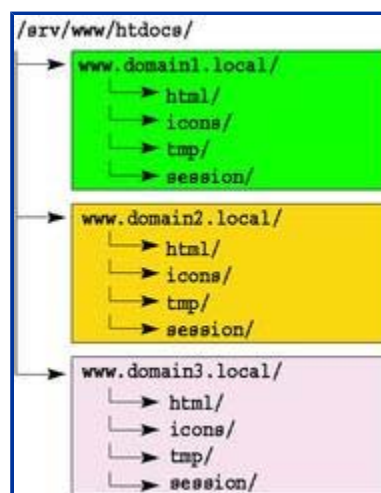 /srv/www/htdocs/
www.domain1.local/
html/
icons/
tmp/
session/
www.domain2.local/
html/
icons/
tmp/
session/
www.domain3.local/
html/
icons/
tmp/
session/